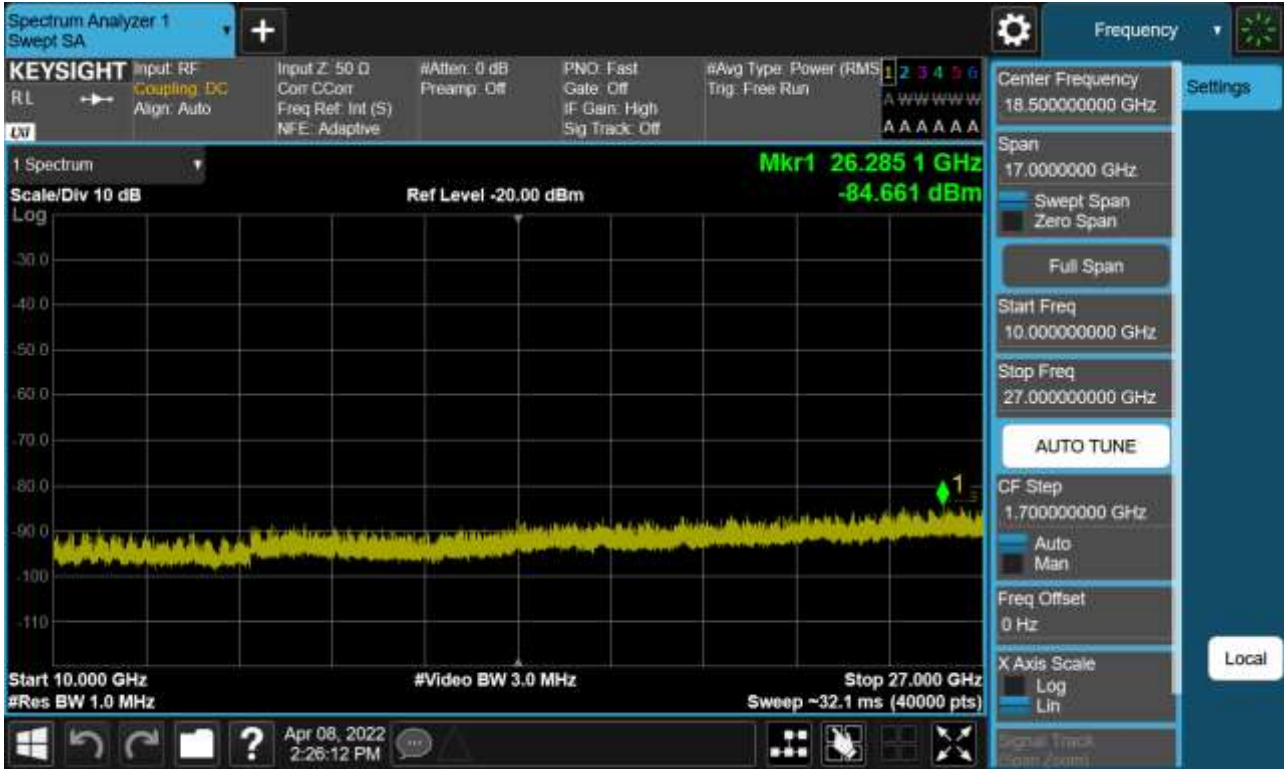 Spectrum Analyzer 1
Swept SA
Frequency
KEYSIGHT
RL
LXI
Input: RF
Coupling: DC
Align: Auto
Input Z: 50 Ω
Corr CCorr
Freq Ref: Int (S)
NFE: Adaptive
#Atten: 0 dB
Preamp: Off
PNO: Fast
Gate: Off
IF Gain: High
Sig Track: Off
#Avg Type: Power (RMS
Trig: Free Run
1 2 3 4 5 6
A W W W W W
A A A A A A
1 Spectrum
Mkr1 26.285 1 GHz
Scale/Div 10 dB
Ref Level -20.00 dBm
-84.661 dBm
Log
-30.0
-40.0
-50.0
-60.0
-70.0
-80.0
1
-90.0
-100
-110
Start 10.000 GHz
#Video BW 3.0 MHz
Stop 27.000 GHz
#Res BW 1.0 MHz
Sweep ~32.1 ms (40000 pts)
Center Frequency
18.500000000 GHz
Settings
Span
17.0000000 GHz
Swept Span
Zero Span
Full Span
Start Freq
10.000000000 GHz
Stop Freq
27.000000000 GHz
AUTO TUNE
CF Step
1.700000000 GHz
Auto
Man
Freq Offset
0 Hz
X Axis Scale
Log
Lin
Local
Signal Track
(Span Zoom)
?
Apr 08, 2022
2:26:12 PM